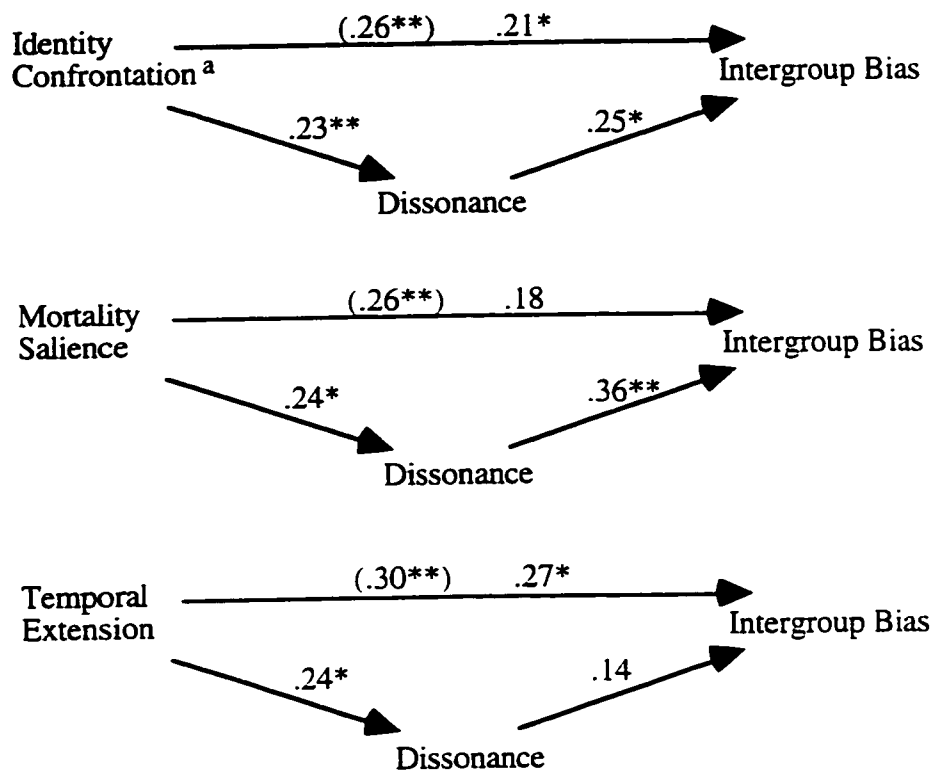 (.26**) .21*
Identity
Confrontation a
Intergroup Bias
.23** .25*
Dissonance
(.26**) .18
Mortality
Salience
Intergroup Bias
.24* .36**
Dissonance
(.30**) .27*
Temporal
Extension
Intergroup Bias
.24* .14
Dissonance